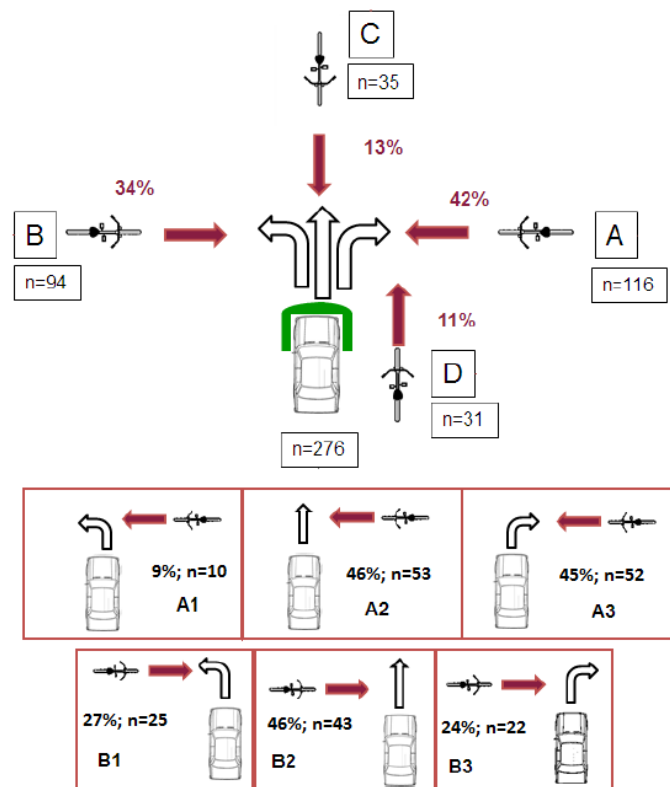 C
n=35
13%
34%
42%
B
A
n=94
n=116
11%
D
n=31
n=276
9%; n=10
A1
46%; n=53
A2
45%; n=52
A3
27%; n=25
B1
46%; n=43
B2
24%; n=22
B3